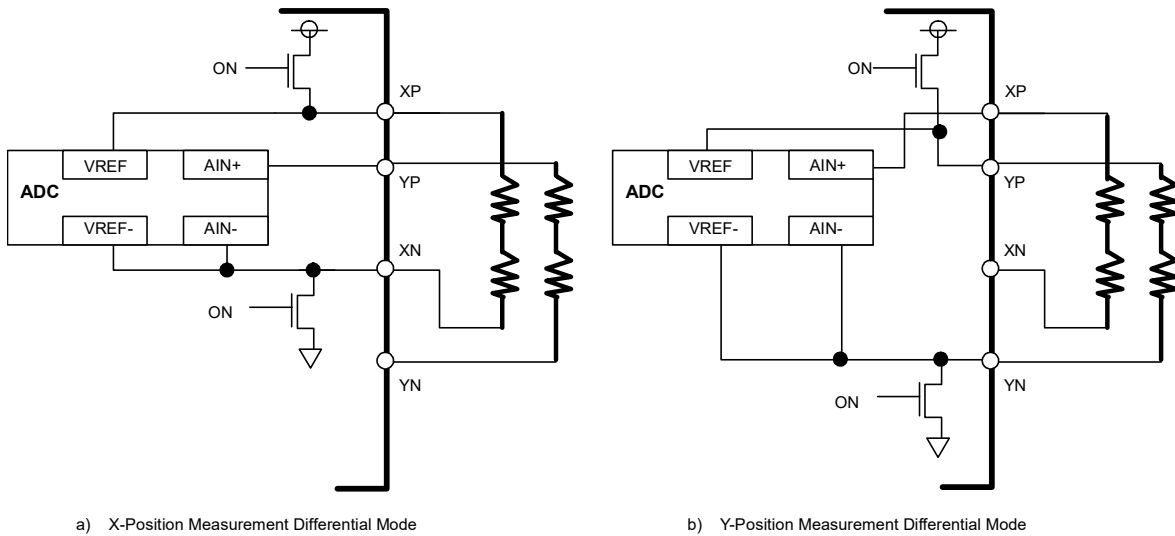 ON
XP
VREF
AIN+
ADC
YP
VREF-
AIN-
XN
ON
YN
a) X-Position Measurement Differential Mode
ON
XP
VREF
AIN+
ADC
YP
VREF-
AIN-
XN
ON
YN
b) Y-Position Measurement Differential Mode